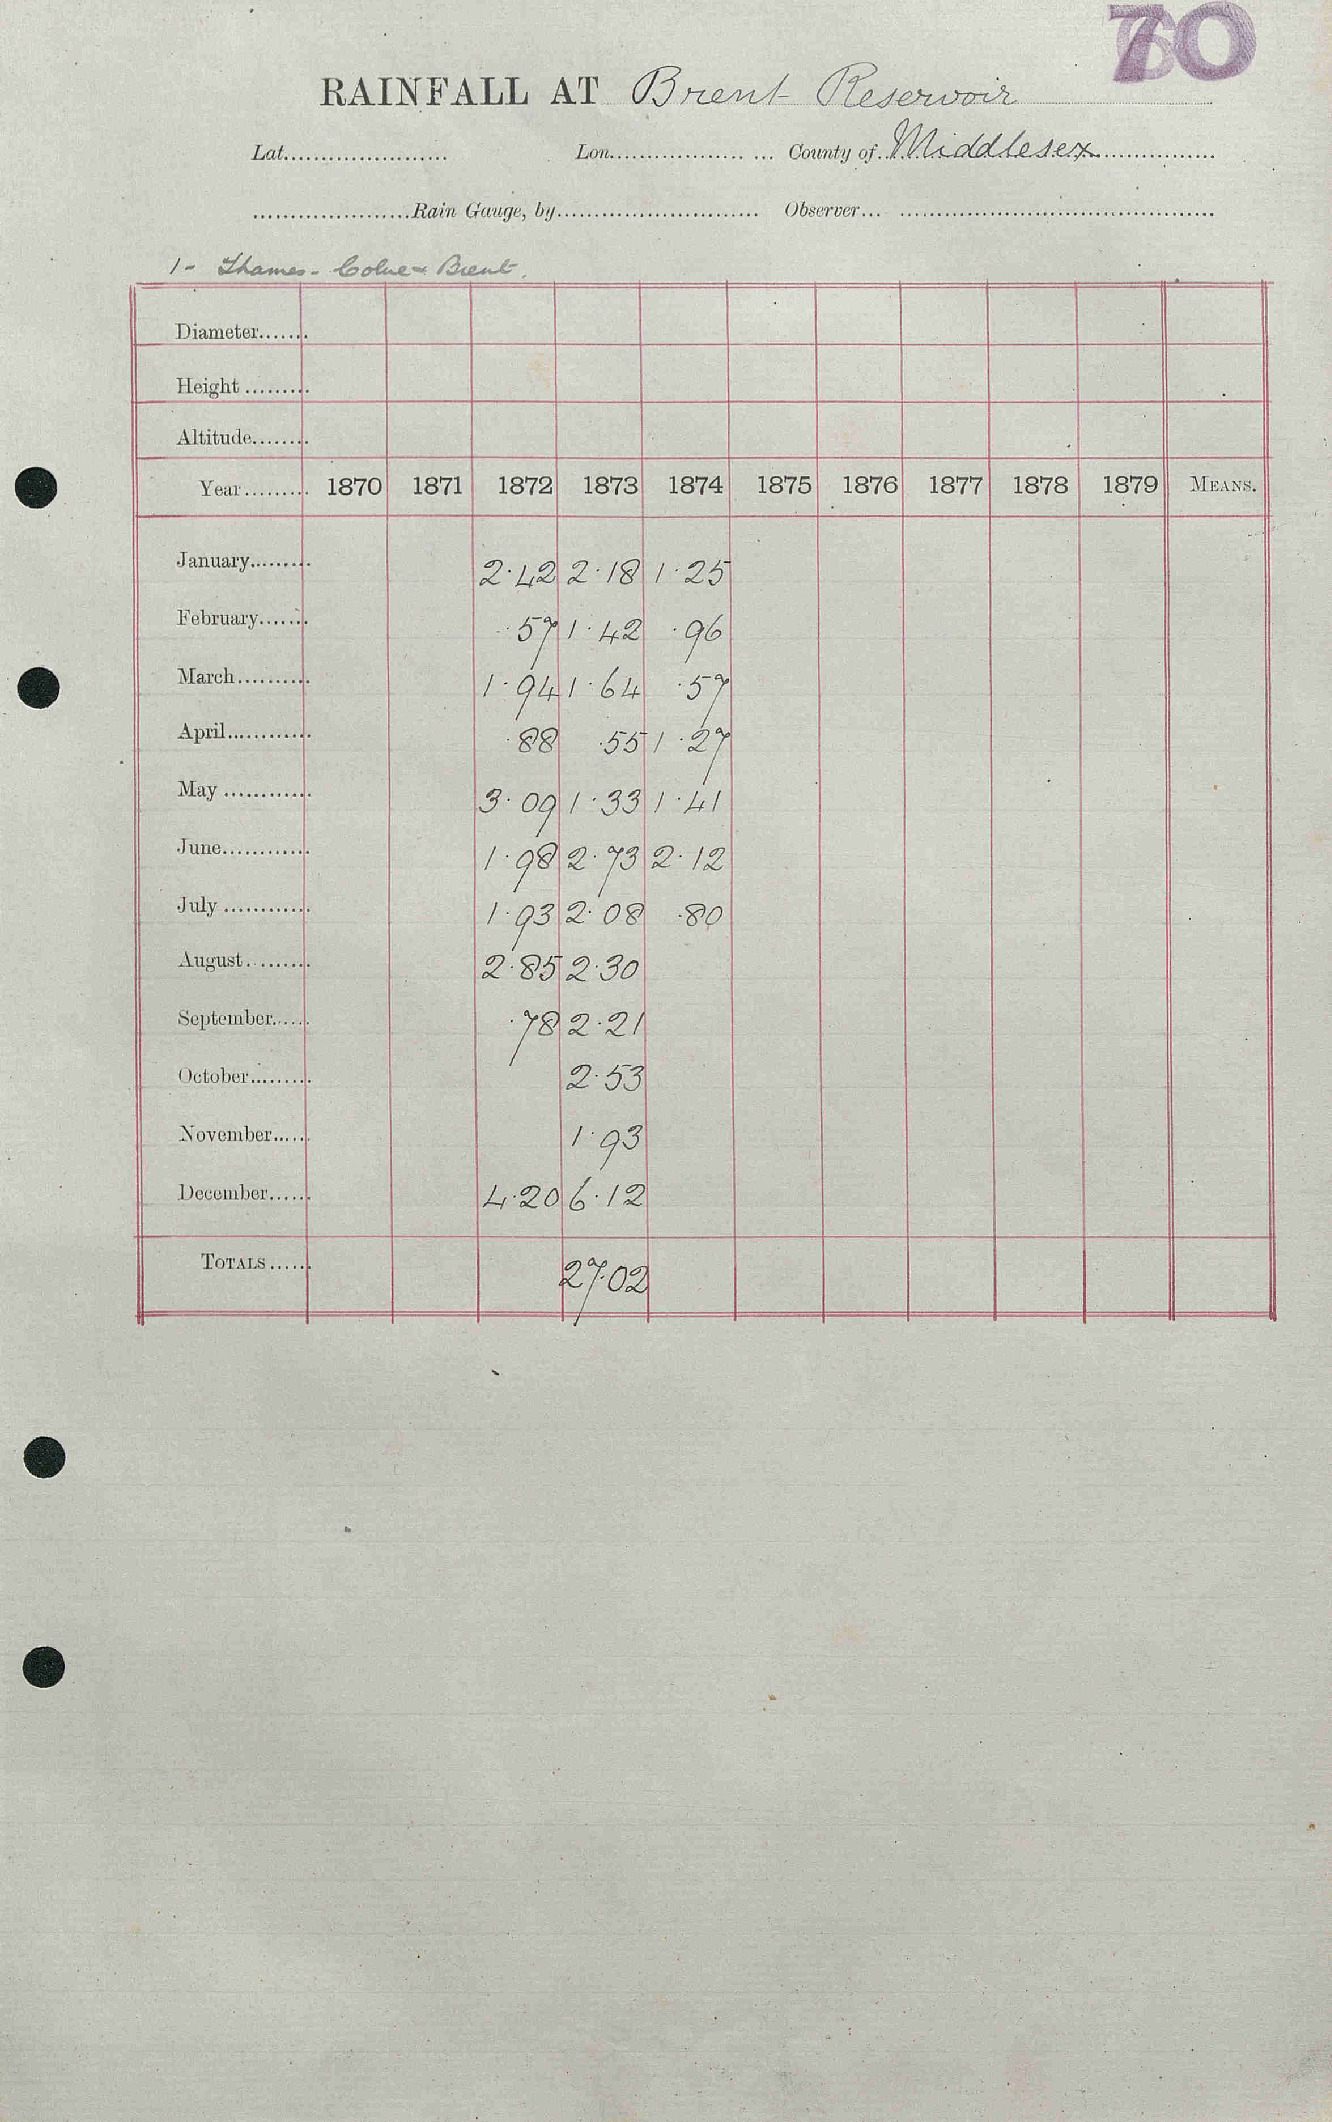 70
RAINFALL AT Brent Reservoir
Lat...................... Lon.................. ... County of Middlesex
.....................Rain Gauge, by........................... Observer... ..........................................
1 - Thames - Colne & Brent.
Diameter.......
Height .........
Altitude........
Year......... 1870 1871 1872 1873 1874 1875 1876 1877 1878 1879 MEANS.
January......... 2.42 2.18 1.25
February....... .57 1.42 .96
March.......... 1.94 1.64 .57
April............ .88 .55 1.27
May ............ 3.09 1.33 1.41
June............ 1.98 2.73 2.12
July ............ 1.93 2.08 .80
August......... 2.85 2.30
September...... .78 2.21
October......... 2.53
November...... 1.93
December...... 4.20 6.12
TOTALS...... 27.02